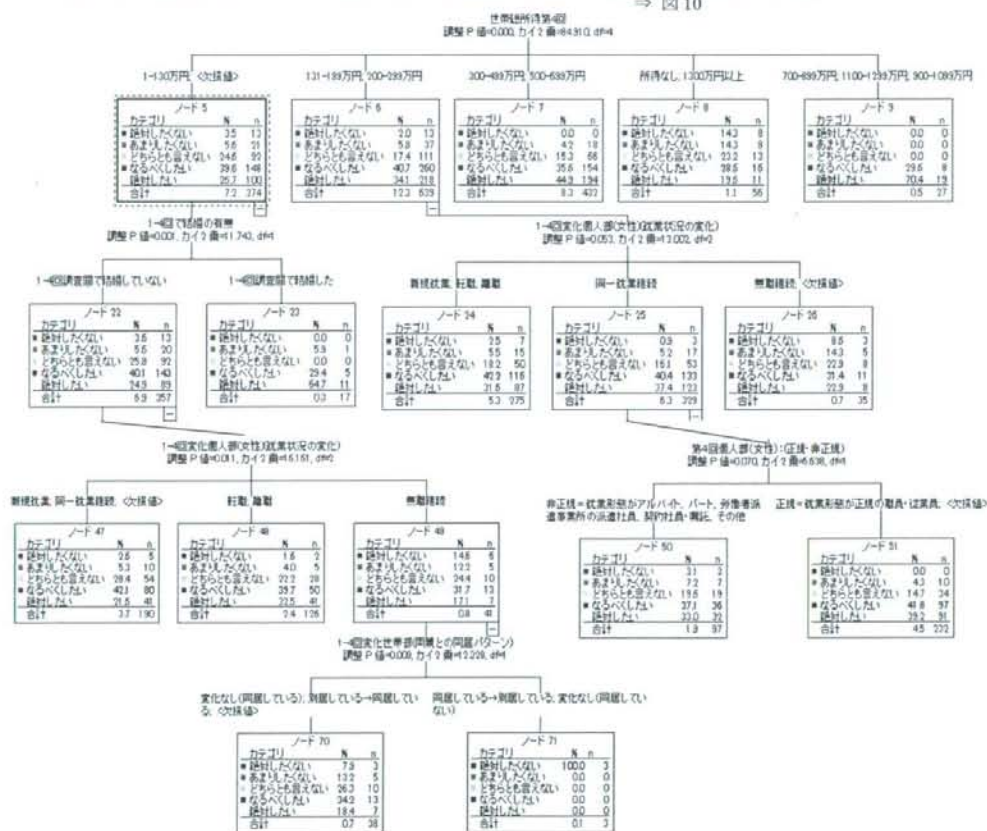 ⇒ 図10
世帯総所得第4回
調整 P 値=0.000, カイ2乗=84.910, df=4
1-130万円; <欠損値>
131-199万円; 200-299万円
300-499万円; 500-699万円
所得なし; 1300万円以上
700-899万円; 1100-1299万円; 900-1099万円
ノード 5
カテゴリ % n
絶対したくない 3.5 13
あまりしたくない 5.6 21
どちらとも言えない 24.6 92
なるべくしたい 39.6 148
絶対したい 26.7 100
合計 7.2 374
ノード 6
カテゴリ % n
絶対したくない 2.0 13
あまりしたくない 5.8 37
どちらとも言えない 17.4 111
なるべくしたい 40.7 260
絶対したい 34.1 218
合計 12.3 639
ノード 7
カテゴリ % n
絶対したくない 0.0 0
あまりしたくない 4.2 18
どちらとも言えない 15.3 66
なるべくしたい 35.6 154
絶対したい 44.9 194
合計 8.3 432
ノード 8
カテゴリ % n
絶対したくない 14.3 8
あまりしたくない 14.3 8
どちらとも言えない 23.2 13
なるべくしたい 28.6 16
絶対したい 19.6 11
合計 1.1 56
ノード 9
カテゴリ % n
絶対したくない 0.0 0
あまりしたくない 0.0 0
どちらとも言えない 0.0 0
なるべくしたい 29.6 8
絶対したい 70.4 19
合計 0.5 27
1-4回で結婚の有無
調整 P 値=0.001, カイ2乗=11.743, df=1
1-4回変化個人部(女性)(就業状況の変化)
調整 P 値=0.053, カイ2乗=13.002, df=2
1-4回調査間で結婚していない
1-4回調査間で結婚した
新規就業; 転職; 離職
同一就業継続
無職継続; <欠損値>
ノード 22
カテゴリ % n
絶対したくない 3.6 13
あまりしたくない 5.6 20
どちらとも言えない 25.8 92
なるべくしたい 40.1 143
絶対したい 24.9 89
合計 6.9 357
ノード 23
カテゴリ % n
絶対したくない 0.0 0
あまりしたくない 5.9 1
どちらとも言えない 0.0 0
なるべくしたい 29.4 5
絶対したい 64.7 11
合計 0.3 17
ノード 24
カテゴリ % n
絶対したくない 2.5 7
あまりしたくない 5.5 15
どちらとも言えない 18.2 50
なるべくしたい 42.2 116
絶対したい 31.6 87
合計 5.3 275
ノード 25
カテゴリ % n
絶対したくない 0.9 3
あまりしたくない 5.2 17
どちらとも言えない 16.1 53
なるべくしたい 40.4 133
絶対したい 37.4 123
合計 6.3 329
ノード 26
カテゴリ % n
絶対したくない 8.6 3
あまりしたくない 14.3 5
どちらとも言えない 22.9 8
なるべくしたい 31.4 11
絶対したい 22.9 8
合計 0.7 35
1-4回変化個人部(女性)(就業状況の変化)
調整 P 値=0.011, カイ2乗=16.161, df=2
第4回個人部(女性):(正規・非正規)
調整 P 値=0.070, カイ2乗=5.638, df=1
新規就業; 同一就業継続; <欠損値>
転職; 離職
無職継続
非正規=就業形態がアルバイト、パート、労働者派
遣事業所の派遣社員、契約社員・嘱託、その他
正規=就業形態が正規の職員・従業員; <欠損値>
ノード 47
カテゴリ % n
絶対したくない 2.6 5
あまりしたくない 5.3 10
どちらとも言えない 28.4 54
なるべくしたい 42.1 80
絶対したい 21.6 41
合計 3.7 190
ノード 48
カテゴリ % n
絶対したくない 1.6 2
あまりしたくない 4.0 5
どちらとも言えない 22.2 28
なるべくしたい 39.7 50
絶対したい 32.5 41
合計 2.4 126
ノード 49
カテゴリ % n
絶対したくない 14.6 6
あまりしたくない 12.2 5
どちらとも言えない 24.4 10
なるべくしたい 31.7 13
絶対したい 17.1 7
合計 0.8 41
ノード 50
カテゴリ % n
絶対したくない 3.1 3
あまりしたくない 7.2 7
どちらとも言えない 19.6 19
なるべくしたい 37.1 36
絶対したい 33.0 32
合計 1.9 97
ノード 51
カテゴリ % n
絶対したくない 0.0 0
あまりしたくない 4.3 10
どちらとも言えない 14.7 34
なるべくしたい 41.8 97
絶対したい 39.2 91
合計 4.5 232
1-4回変化世帯部(両親との同居パターン)
調整 P 値=0.009, カイ2乗=12.229, df=1
変化なし(同居している); 別居している→同居してい
る; <欠損値>
同居している→別居している; 変化なし(同居してい
ない)
ノード 70
カテゴリ % n
絶対したくない 7.9 3
あまりしたくない 13.2 5
どちらとも言えない 26.3 10
なるべくしたい 34.2 13
絶対したい 18.4 7
合計 0.7 38
ノード 71
カテゴリ % n
絶対したくない 100.0 3
あまりしたくない 0.0 0
どちらとも言えない 0.0 0
なるべくしたい 0.0 0
絶対したい 0.0 0
合計 0.1 3